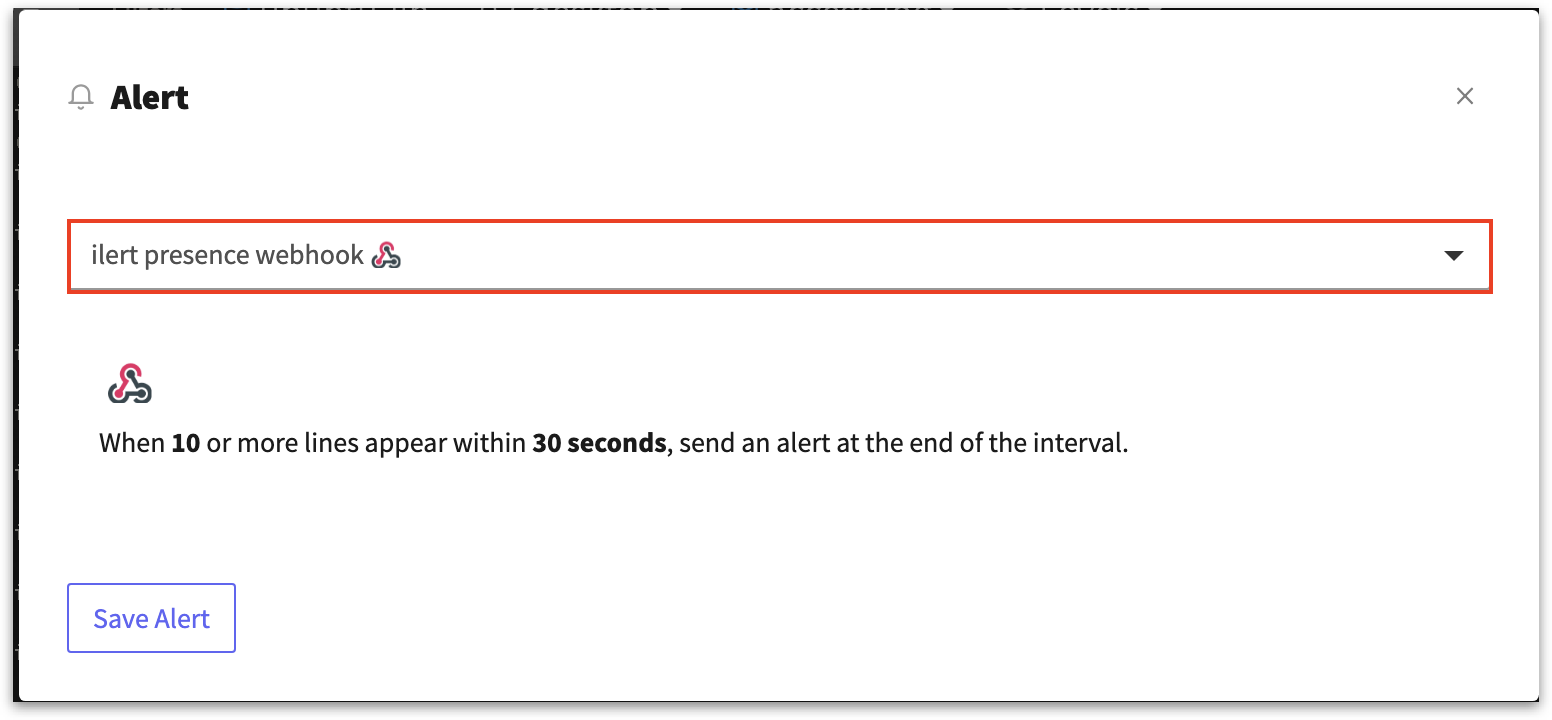 Alert
ilert presence webhook
When 10 or more lines appear within 30 seconds, send an alert at the end of the interval.
Save Alert